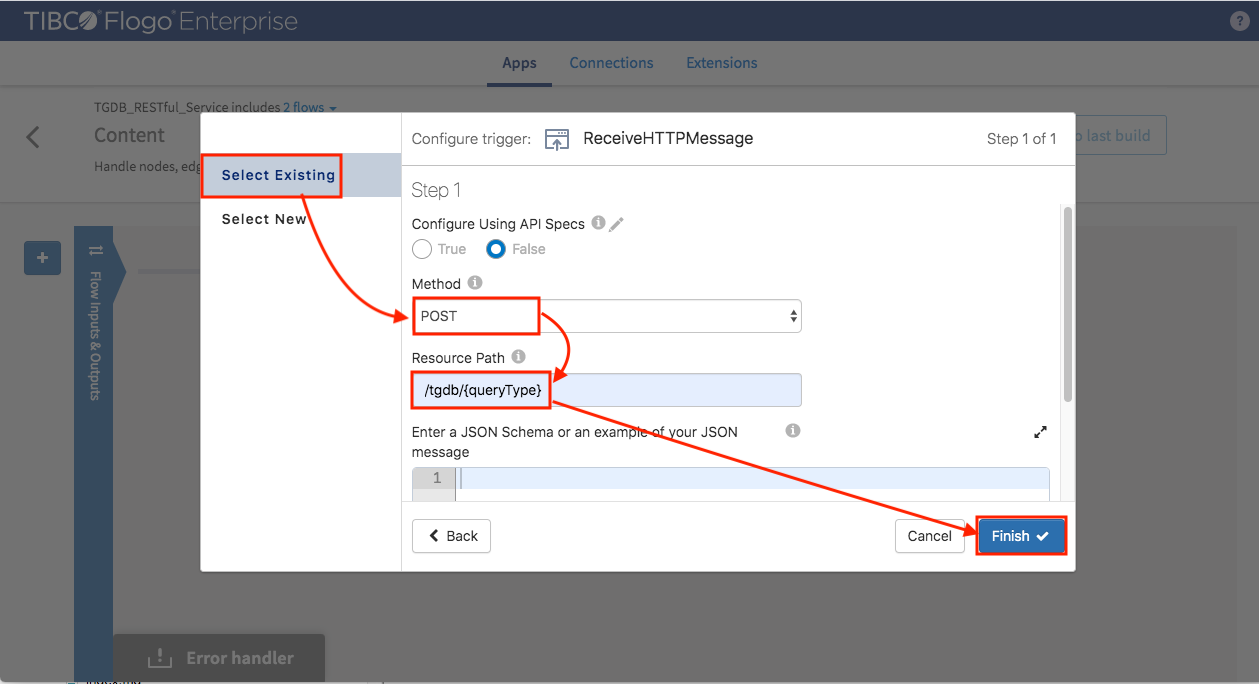 TIBCO Flogo® Enterprise
?
Apps Connections Extensions
TGDB_RESTful_Service includes 2 flows
Content
Handle nodes, edg
o last build
Configure trigger: ReceiveHTTPMessage Step 1 of 1
Select Existing
Select New
Step 1
Configure Using API Specs
True False
Method
POST
Resource Path
/tgdb/{queryType}
Enter a JSON Schema or an example of your JSON
message
1
Back Cancel Finish
+
Flow Inputs & Outputs
Error handler